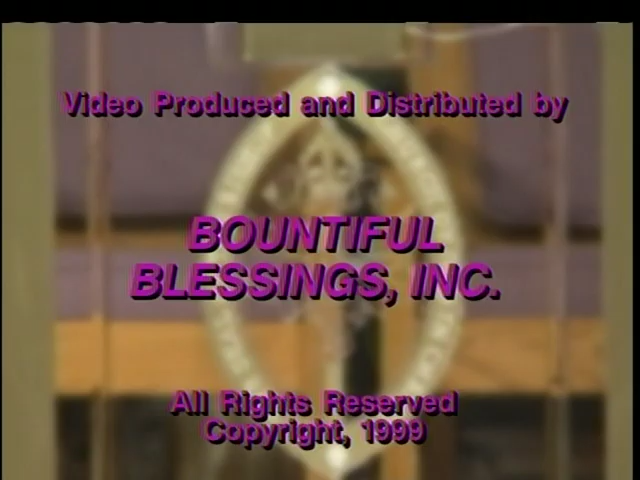 Video Produced and Distributed by
BOUNTIFUL
BLESSINGS, INC.
All Rights Reserved
Copyright, 1999